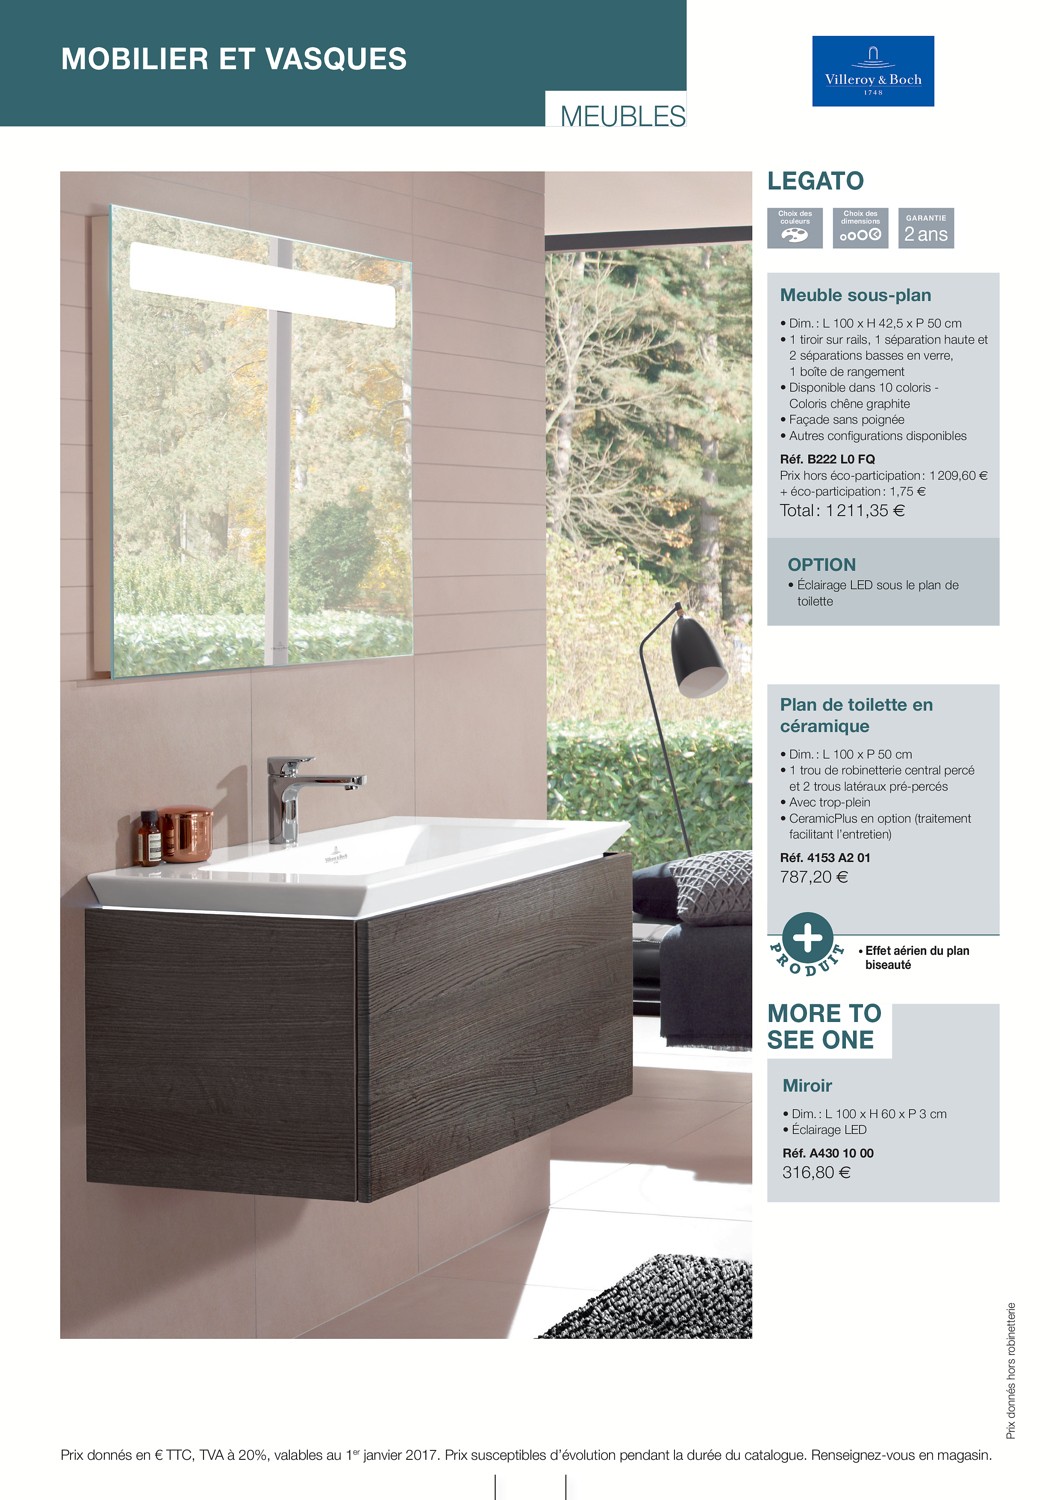 MOBILIER ET VASQUES
MEUBLES
Villeroy & Boch
1748
LEGATO
Choix des
couleurs
Choix des
dimensions
GARANTIE
2 ans
Meuble sous-plan
• Dim. : L 100 x H 42,5 x P 50 cm
• 1 tiroir sur rails, 1 séparation haute et
2 séparations basses en verre,
1 boîte de rangement
• Disponible dans 10 coloris -
Coloris chêne graphite
• Façade sans poignée
• Autres configurations disponibles
Réf. B222 L0 FQ
Prix hors éco-participation : 1 209,60 €
+ éco-participation : 1,75 €
Total : 1 211,35 €
OPTION
• Éclairage LED sous le plan de
toilette
Plan de toilette en
céramique
• Dim. : L 100 x P 50 cm
• 1 trou de robinetterie central percé
et 2 trous latéraux pré-percés
• Avec trop-plein
• CeramicPlus en option (traitement
facilitant l'entretien)
Réf. 4153 A2 01
787,20 €
+
PRODUIT
• Effet aérien du plan
biseauté
MORE TO
SEE ONE
Miroir
• Dim. : L 100 x H 60 x P 3 cm
• Éclairage LED
Réf. A430 10 00
316,80 €
Villeroy & Boch
Prix donnés hors robinetterie
Prix donnés en € TTC, TVA à 20%, valables au 1er janvier 2017. Prix susceptibles d'évolution pendant la durée du catalogue. Renseignez-vous en magasin.